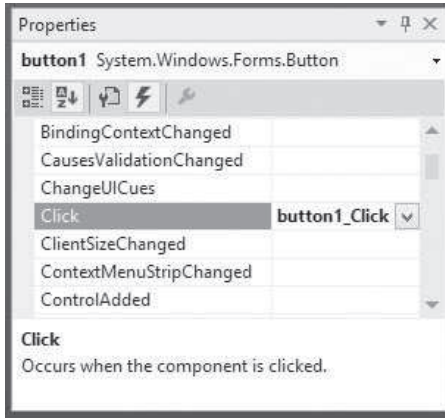 Properties
button1 System.Windows.Forms.Button
BindingContextChanged
CausesValidationChanged
ChangeUICues
Click button1_Click
ClientSizeChanged
ContextMenuStripChanged
ControlAdded
Click
Occurs when the component is clicked.